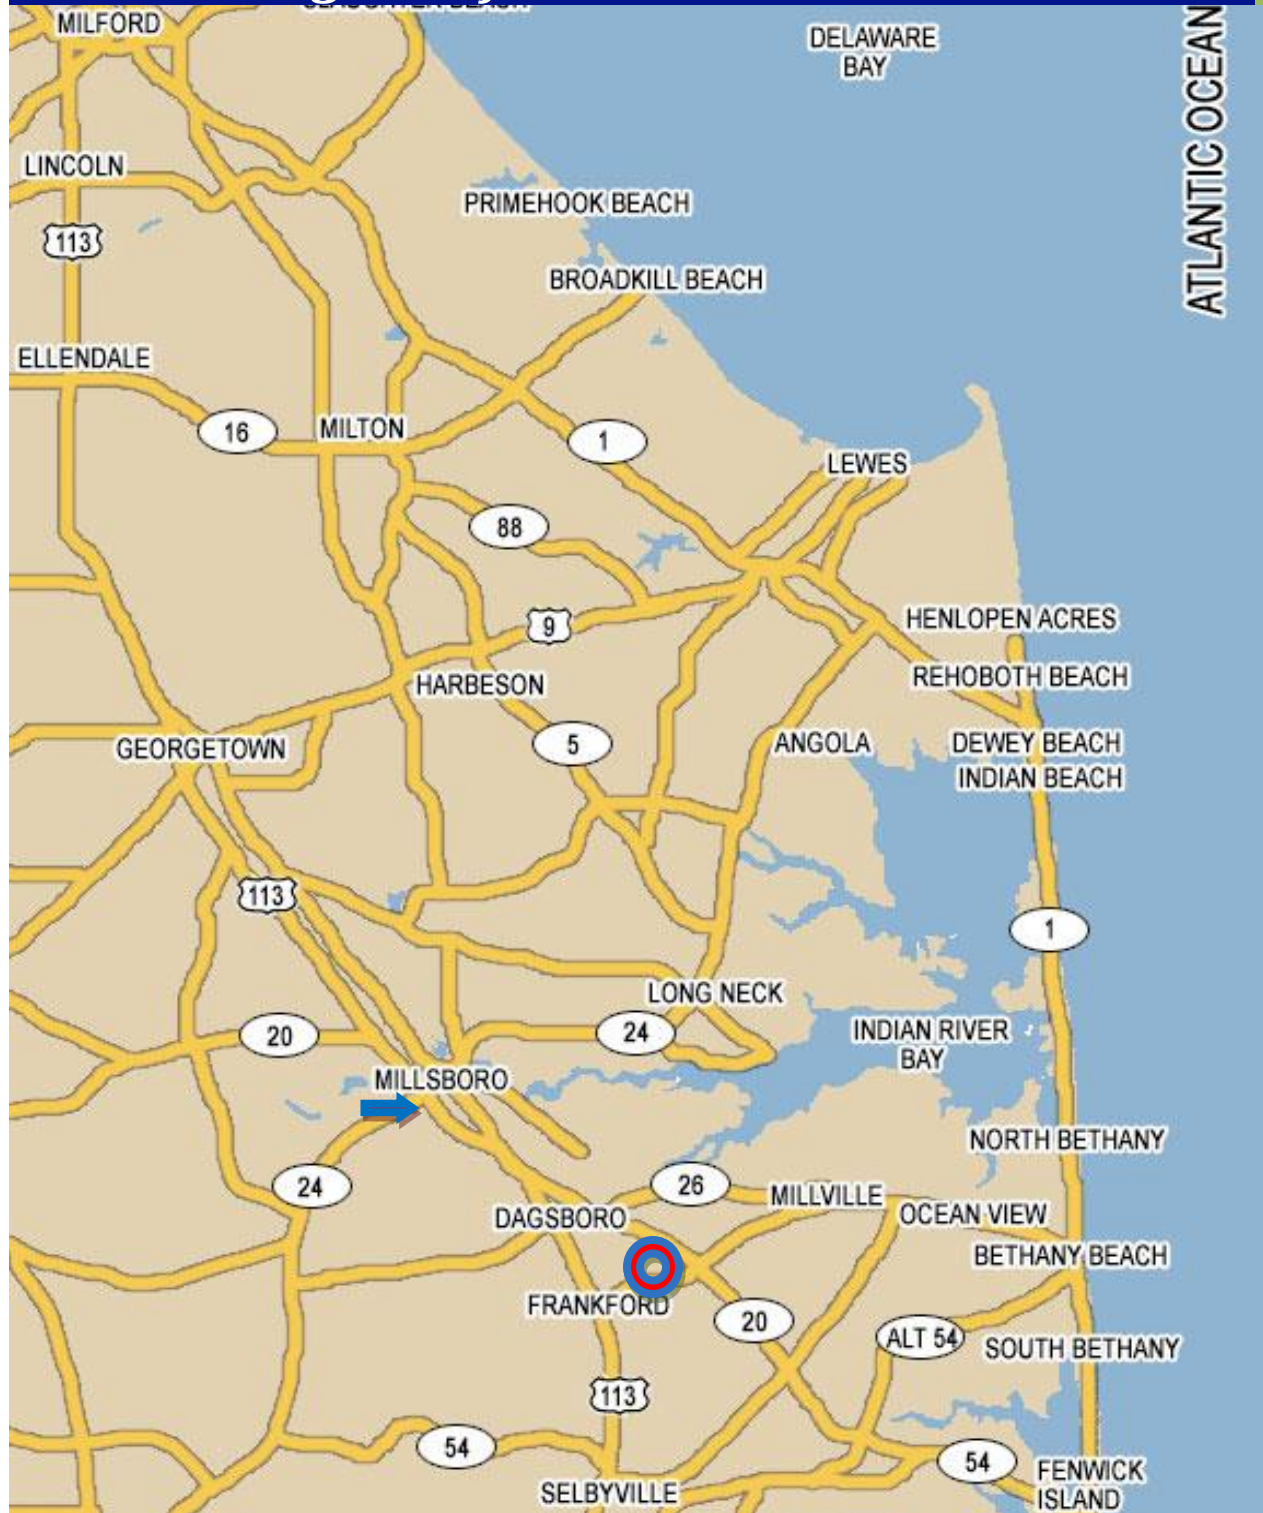 MILFORD
DELAWARE
BAY
ATLANTIC OCEAN
LINCOLN
PRIMEHOOK BEACH
113
BROADKILL BEACH
ELLENDALE
16
MILTON
1
LEWES
88
9
HENLOPEN ACRES
HARBESON
REHOBOTH BEACH
GEORGETOWN
5
ANGOLA
DEWEY BEACH
INDIAN BEACH
113
1
LONG NECK
20
24
INDIAN RIVER
BAY
MILLSBORO
NORTH BETHANY
24
26
MILLVILLE
DAGSBORO
OCEAN VIEW
BETHANY BEACH
FRANKFORD
20
ALT 54
SOUTH BETHANY
113
54
54
FENWICK
ISLAND
SELBYVILLE